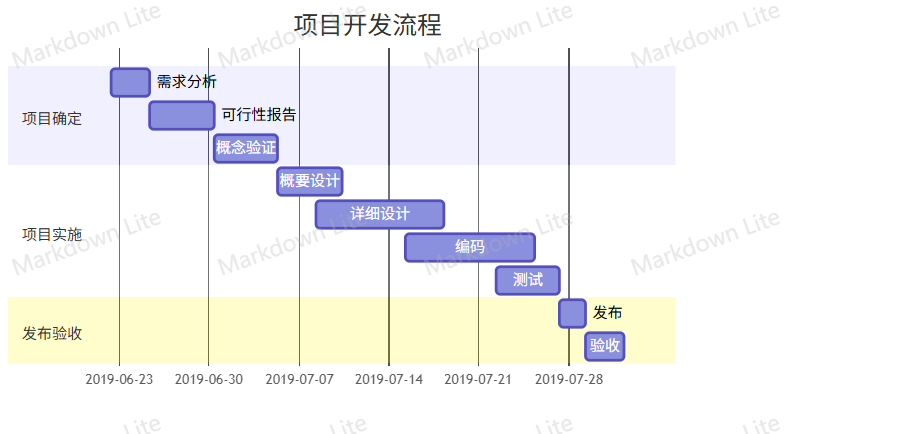 项目开发流程
Markdown Lite
Markdown Lite
Markdown Lite
Markdown Lite
需求分析
可行性报告
项目确定
概念验证
概要设计
详细设计
项目实施
Markdown Lite
Markdown Lite
Markdown Lite
Markdown Lite
编码
测试
发布
发布验收
验收
2019-06-23
2019-06-30
2019-07-07
2019-07-14
2019-07-21
2019-07-28
Lite
Lite
Lite
Lite